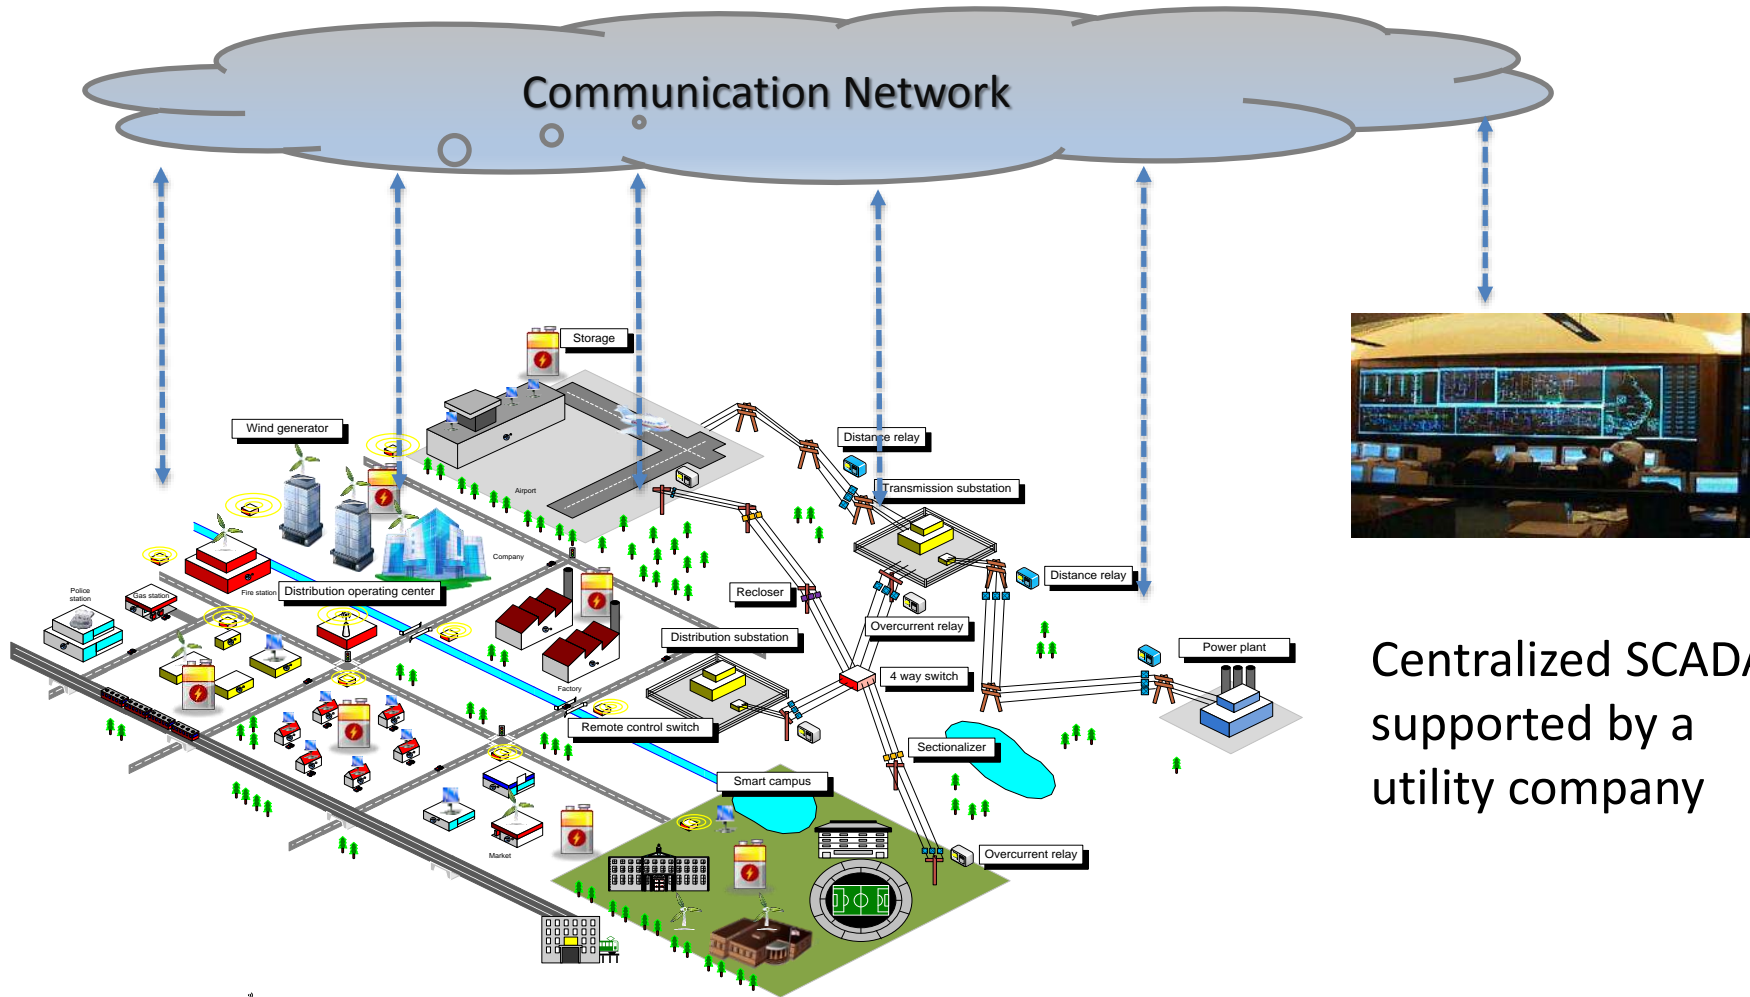 Communication Network
Storage
Wind generator
Distance relay
Transmission substation
Airport
Company
Distance relay
Police
station
Gas station
Fire station
Distribution operating center
Recloser
Overcurrent relay
Distribution substation
Power plant
4 way switch
Factory
Remote control switch
Sectionalizer
Smart campus
Market
Overcurrent relay
Centralized SCADA
supported by a
utility company